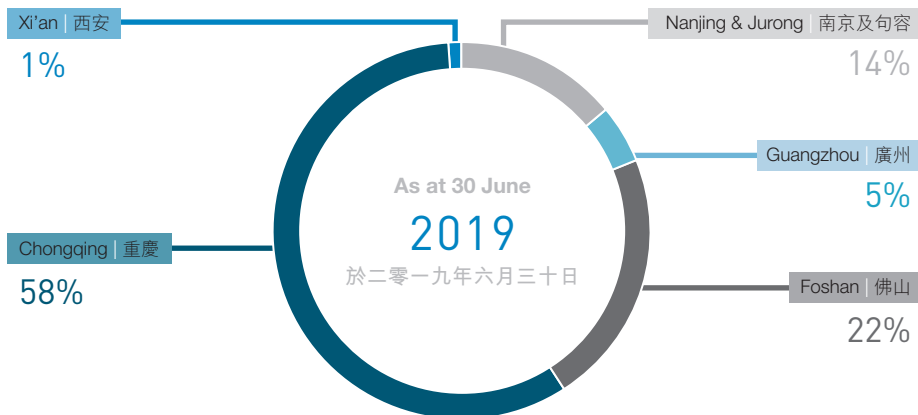 Xi'an | 西安
1%
Nanjing & Jurong | 南京及句容
14%
Guangzhou | 廣州
5%
As at 30 June
2019
於二零一九年六月三十日
Chongqing | 重慶
58%
Foshan | 佛山
22%